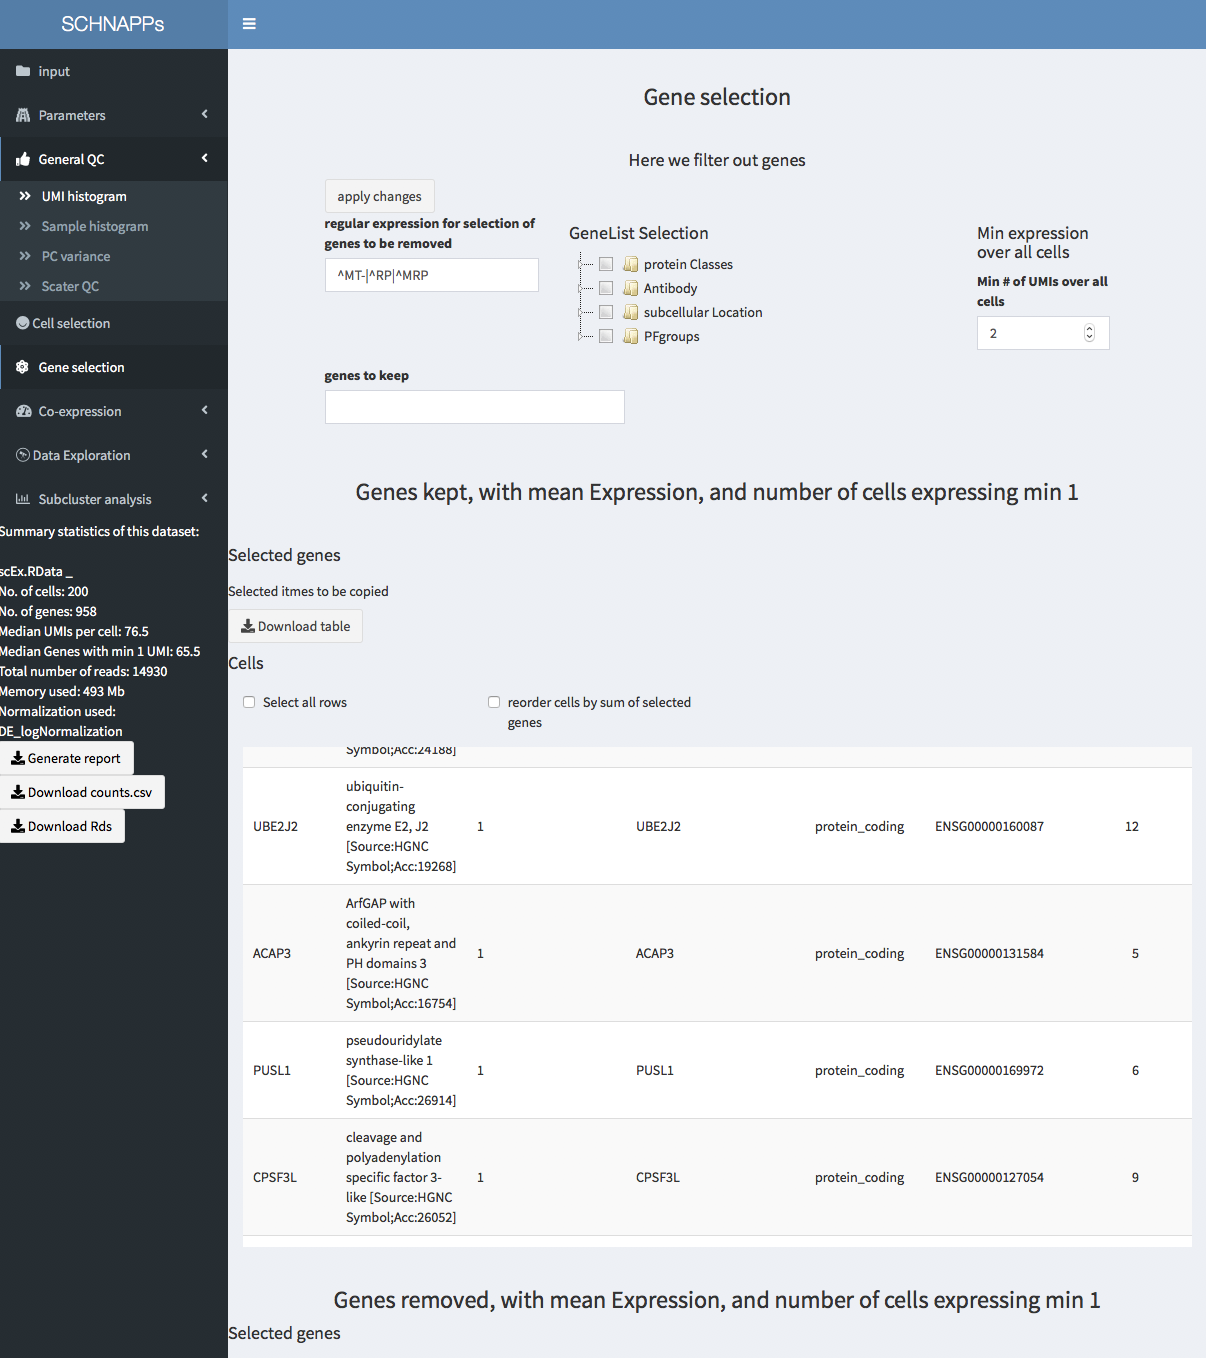 SCHNAPPs
input
Parameters
General QC
UMI histogram
Sample histogram
PC variance
Scater QC
Cell selection
Gene selection
Co-expression
Data Exploration
Subcluster analysis
Summary statistics of this dataset:
scEx.RData _
No. of cells: 200
No. of genes: 958
Median UMIs per cell: 76.5
Median Genes with min 1 UMI: 65.5
Total number of reads: 14930
Memory used: 493 Mb
Normalization used:
DE_logNormalization
Generate report
Download counts.csv
Download Rds
Gene selection
Here we filter out genes
apply changes
regular expression for selection of
genes to be removed
^MT-|^RP|^MRP
GeneList Selection
protein Classes
Antibody
subcellular Location
PFgroups
Min expression
over all cells
Min # of UMIs over all
cells
2
genes to keep
Genes kept, with mean Expression, and number of cells expressing min 1
Selected genes
Selected itmes to be copied
Download table
Cells
Select all rows
reorder cells by sum of selected
genes
Symbol;Acc:24188]
ubiquitin-
conjugating
UBE2J2 enzyme E2, J2 1 UBE2J2 protein_coding ENSG00000160087 12
[Source:HGNC
Symbol;Acc:19268]
ArfGAP with
coiled-coil,
ankyrin repeat and
ACAP3 PH domains 3 1 ACAP3 protein_coding ENSG00000131584 5
[Source:HGNC
Symbol;Acc:16754]
pseudouridylate
synthase-like 1
PUSL1 [Source:HGNC 1 PUSL1 protein_coding ENSG00000169972 6
Symbol;Acc:26914]
cleavage and
polyadenylation
CPSF3L specific factor 3- 1 CPSF3L protein_coding ENSG00000127054 9
like [Source:HGNC
Symbol;Acc:26052]
Genes removed, with mean Expression, and number of cells expressing min 1
Selected genes